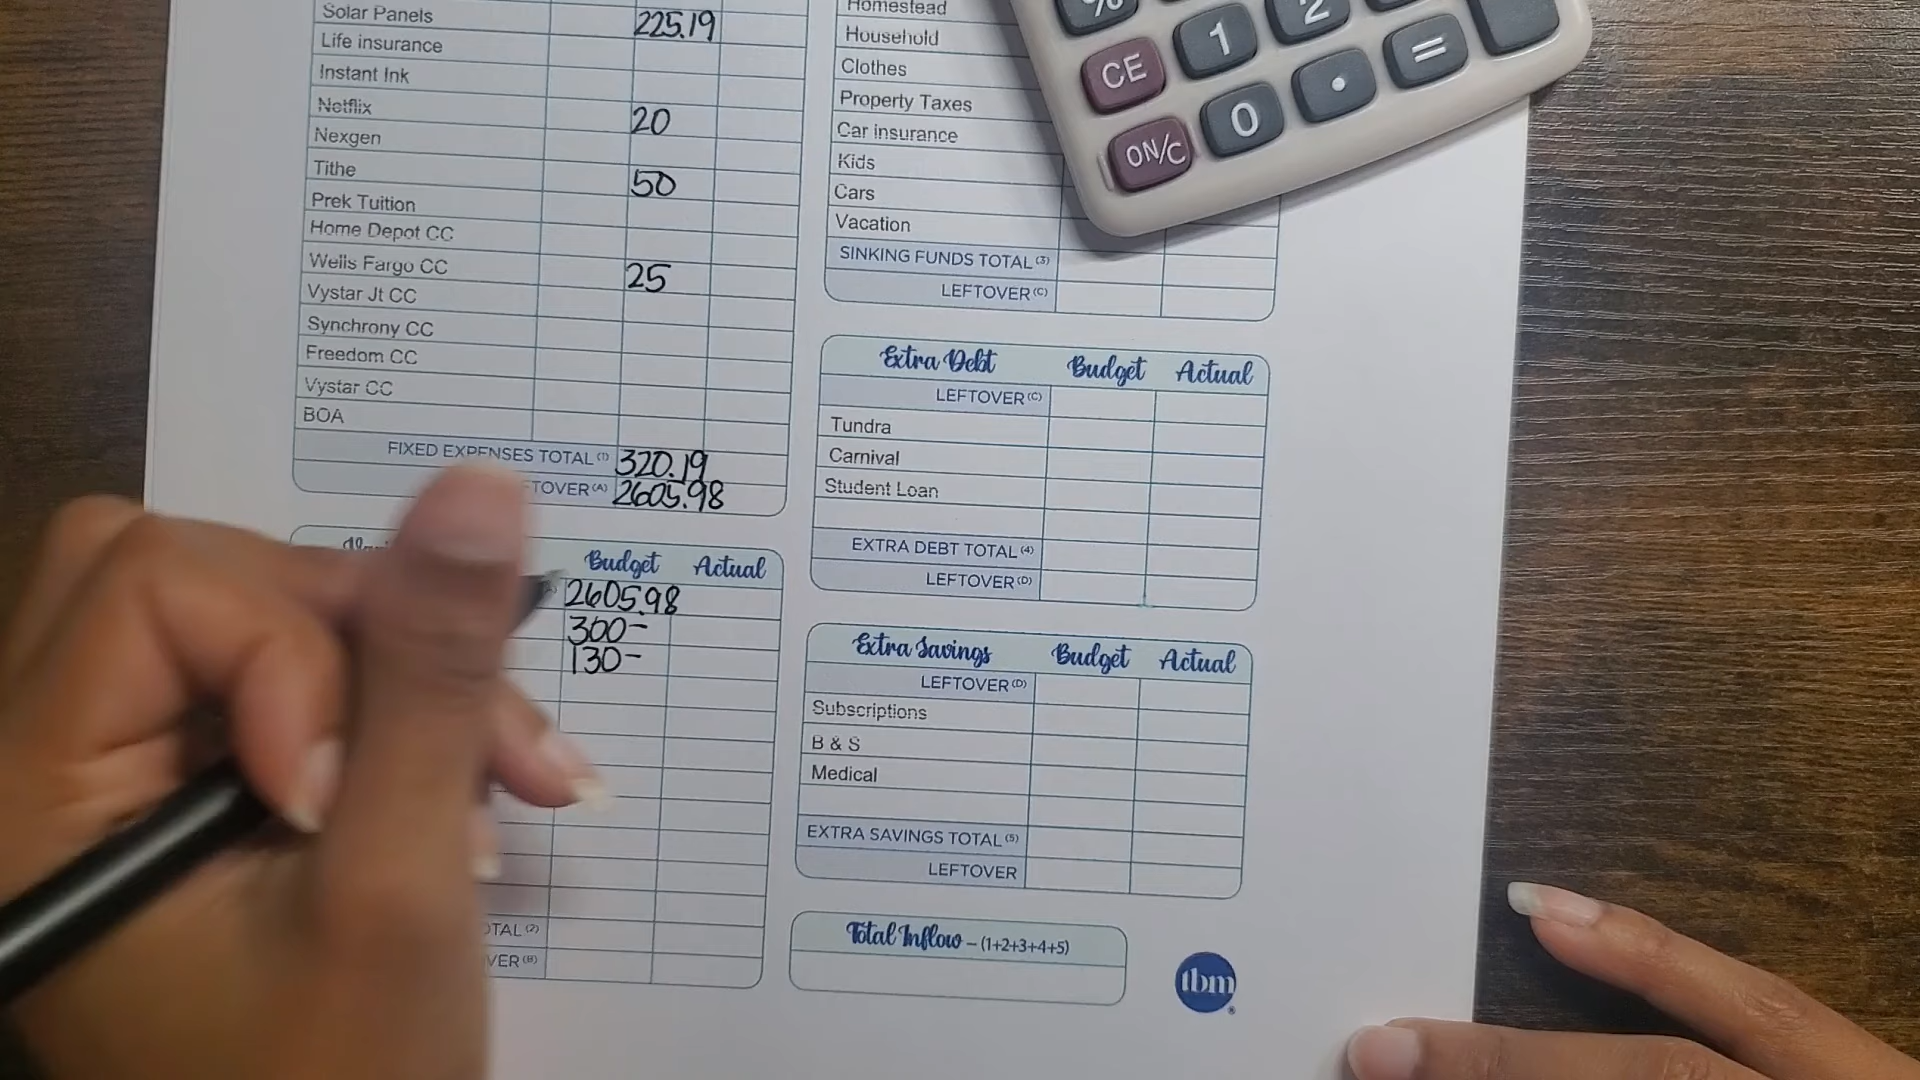 Solar Panels 225.19
Life insurance
Instant Ink
Netflix 20
Nexgen
Tithe 50
Prek Tuition
Home Depot CC
Wells Fargo CC 25
Vystar Jt CC
Synchrony CC
Freedom CC
Vystar CC
BOA
FIXED EXPENSES TOTAL (1) 320.19
TOVER (A) 2605.98
Budget Actual
2605.98
300-
130-
OTAL (2)
VER (B)
Homestead
Household
Clothes
Property Taxes
Car insurance
Kids
Cars
Vacation
SINKING FUNDS TOTAL (3)
LEFTOVER (C)
Extra Debt Budget Actual
LEFTOVER (C)
Tundra
Carnival
Student Loan
EXTRA DEBT TOTAL (4)
LEFTOVER (D)
Extra Savings Budget Actual
LEFTOVER (D)
Subscriptions
B & S
Medical
EXTRA SAVINGS TOTAL (5)
LEFTOVER
Total Inflow - (1+2+3+4+5)
tbm
%
CE 1 2
ON/C 0 . =